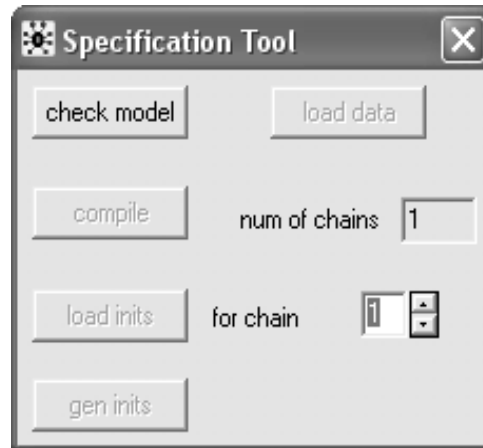 Specification Tool
check model load data
compile num of chains 1
load inits for chain 1
gen inits